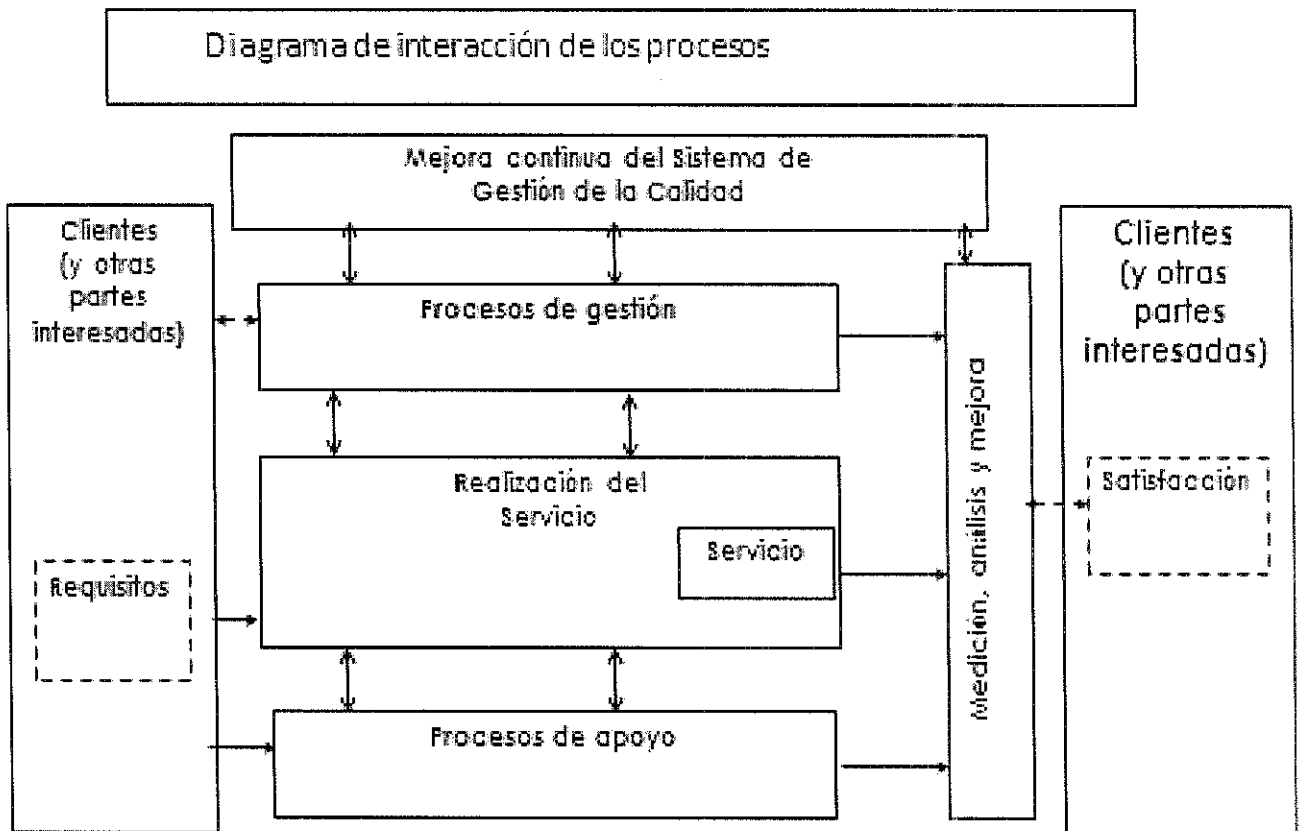 Diagrama de interacción de los procesos
Mejora continua del Sistema de
Gestión de la Calidad
Clientes
(y otras
partes
interesadas)
Requisitos
Procesos de gestión
Realización del
Servicio
Servicio
Procesos de apoyo
Medición, análisis y mejora
Clientes
(y otras
partes
interesadas)
Satisfacción